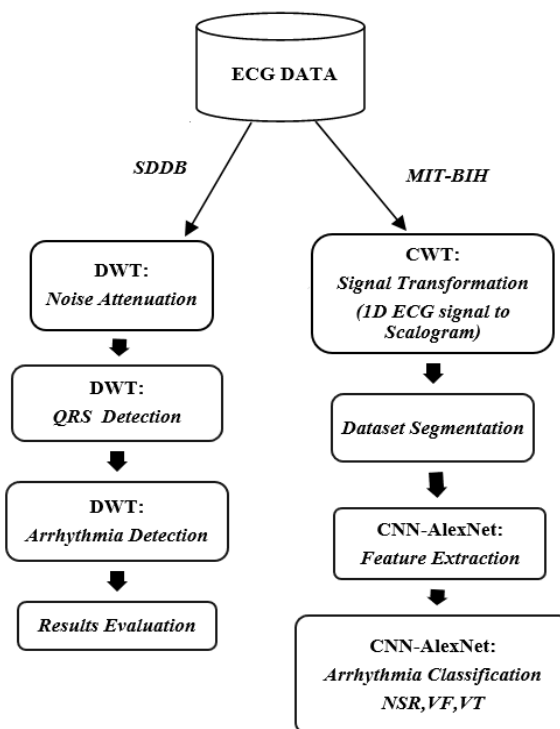 ECG DATA
SDDB
MIT-BIH
DWT:
Noise Attenuation
DWT:
QRS Detection
DWT:
Arrhythmia Detection
Results Evaluation
CWT:
Signal Transformation
(1D ECG signal to
Scalogram)
Dataset Segmentation
CNN-AlexNet:
Feature Extraction
CNN-AlexNet:
Arrhythmia Classification
NSR,VF,VT